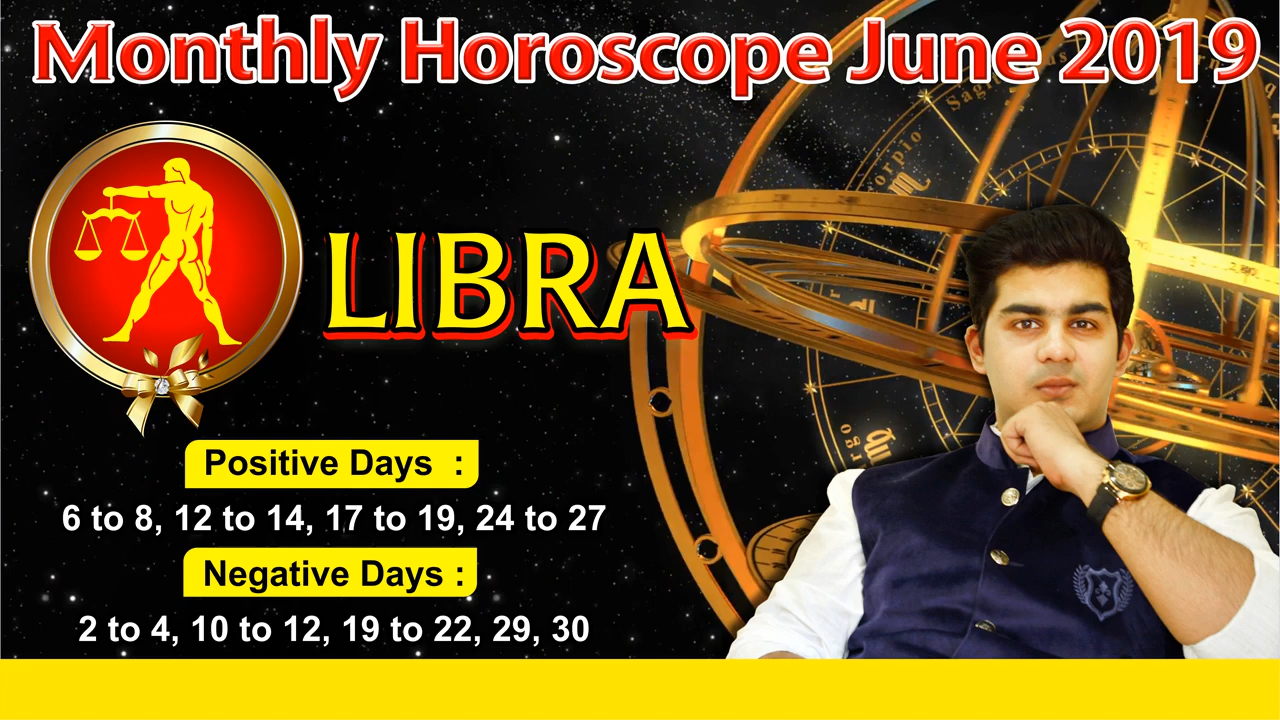 Monthly Horoscope June 2019
LIBRA
Positive Days :
6 to 8, 12 to 14, 17 to 19, 24 to 27
Negative Days :
2 to 4, 10 to 12, 19 to 22, 29, 30